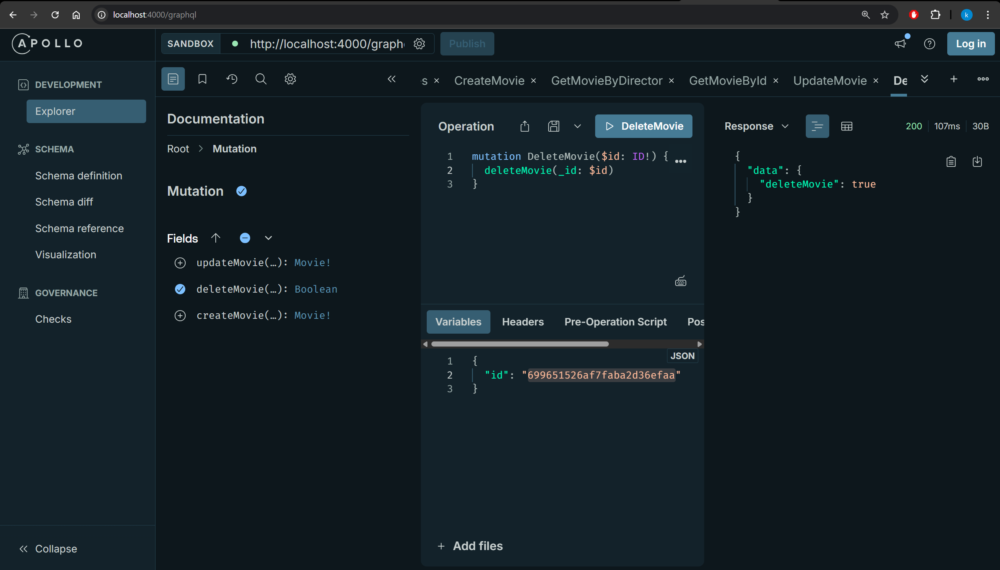 localhost:4000/graphql
k
APOLLO
SANDBOX
http://localhost:4000/graph
Publish
Log in
DEVELOPMENT
Explorer
SCHEMA
Schema definition
Schema diff
Schema reference
Visualization
GOVERNANCE
Checks
Collapse
s × CreateMovie × GetMovieByDirector × GetMovieById × UpdateMovie × De
Documentation
Root > Mutation
Mutation
Fields
updateMovie(…): Movie!
deleteMovie(…): Boolean
createMovie(…): Movie!
Operation
DeleteMovie
1 mutation DeleteMovie($id: ID!) {
2 deleteMovie(_id: $id)
3 }
Variables Headers Pre-Operation Script Pos
JSON
1 {
2 "id": "699651526af7faba2d36efaa"
3 }
+ Add files
Response
200 107ms 30B
{
"data": {
"deleteMovie": true
}
}